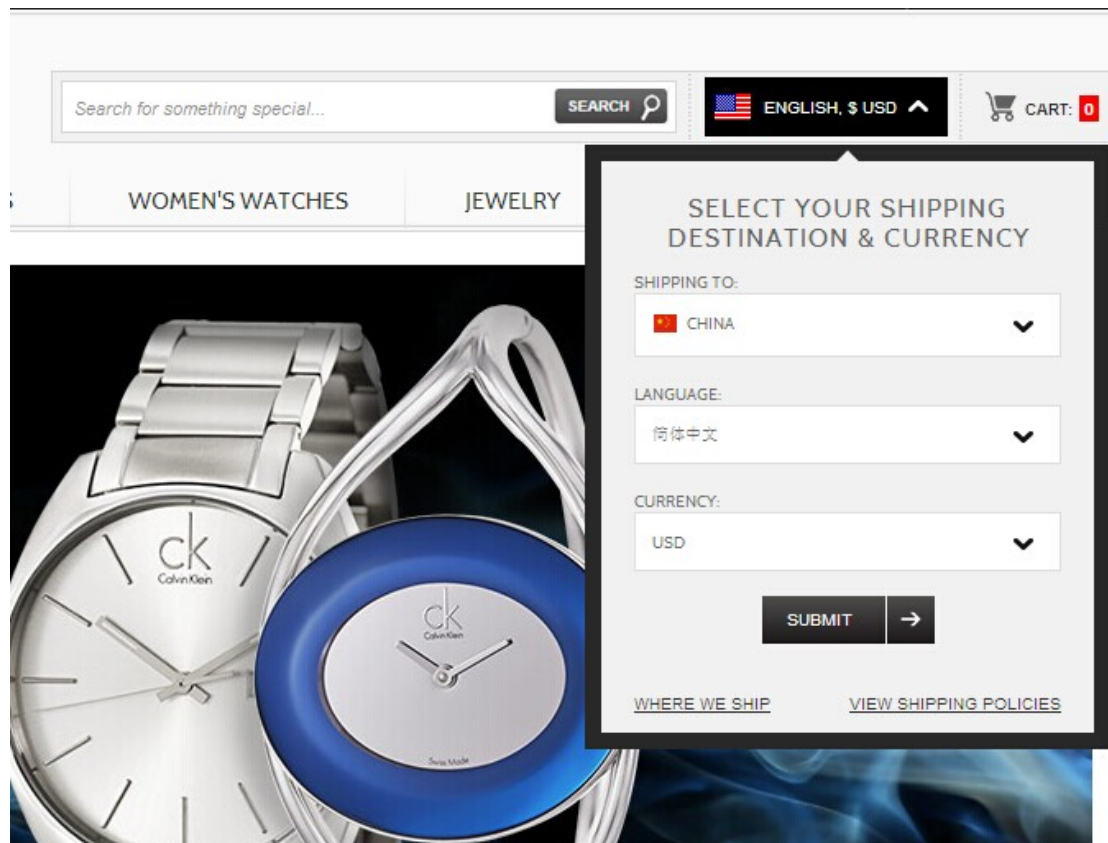 Search for something special...
SEARCH
ENGLISH, $ USD
CART: 0
WOMEN'S WATCHES
JEWELRY
SELECT YOUR SHIPPING
DESTINATION & CURRENCY
SHIPPING TO:
CHINA
LANGUAGE:
简体中文
CURRENCY:
USD
SUBMIT
WHERE WE SHIP
VIEW SHIPPING POLICIES
ck
Calvin Klein
ck
Calvin Klein
Swiss Made